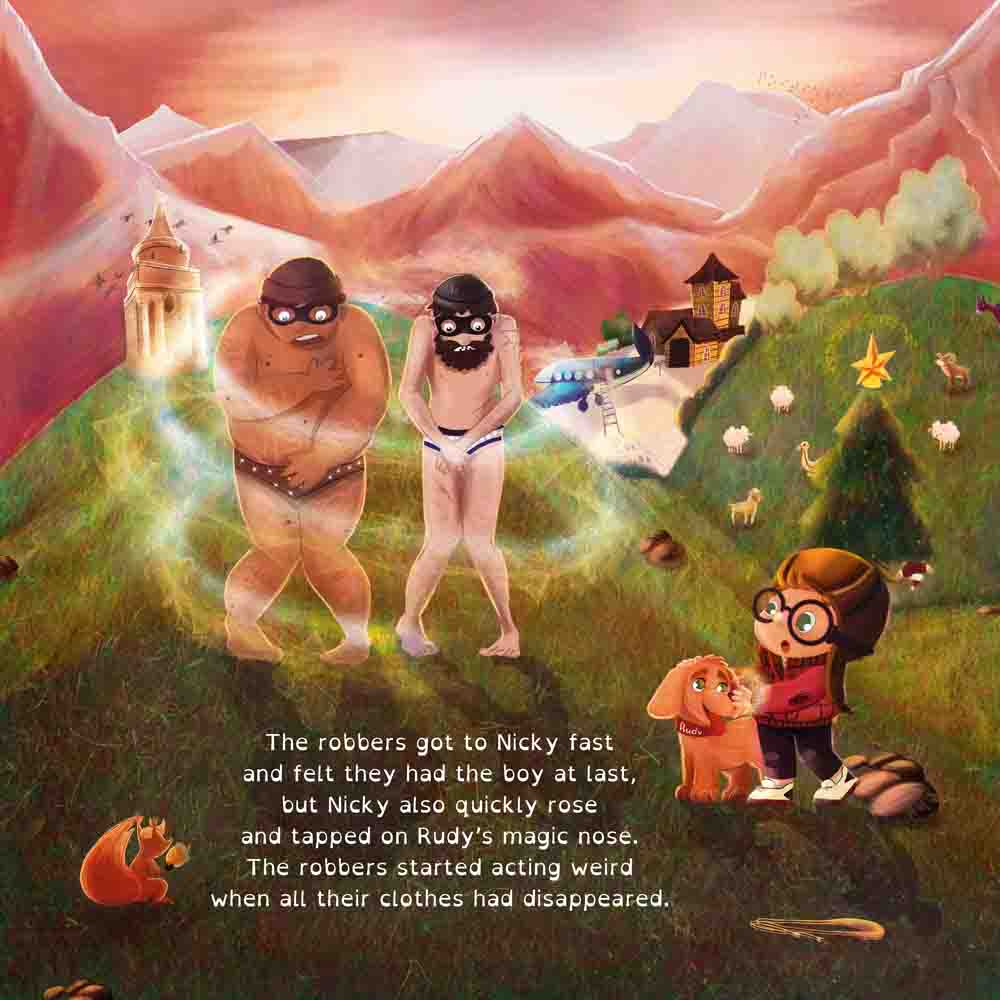 Rudy
The robbers got to Nicky fast
and felt they had the boy at last,
but Nicky also quickly rose
and tapped on Rudy's magic nose.
The robbers started acting weird
when all their clothes had disappeared.